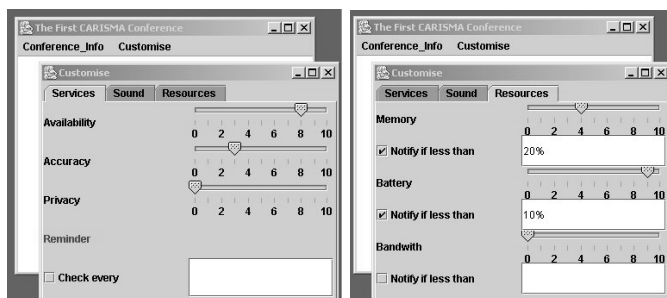 The First CARISMA Conference
Conference_Info Customise
Customise
Services Sound Resources
Availability
0 2 4 6 8 10
Accuracy
0 2 4 6 8 10
Privacy
0 2 4 6 8 10
Reminder
Check every
The First CARISMA Conference
Conference_Info Customise
Customise
Services Sound Resources
Memory
0 2 4 6 8 10
Notify if less than 20%
Battery
0 2 4 6 8 10
Notify if less than 10%
Bandwith
0 2 4 6 8 10
Notify if less than